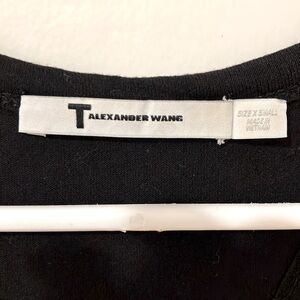 T ALEXANDER WANG
SIZE X SMALL
MADE IN
VIETNAM